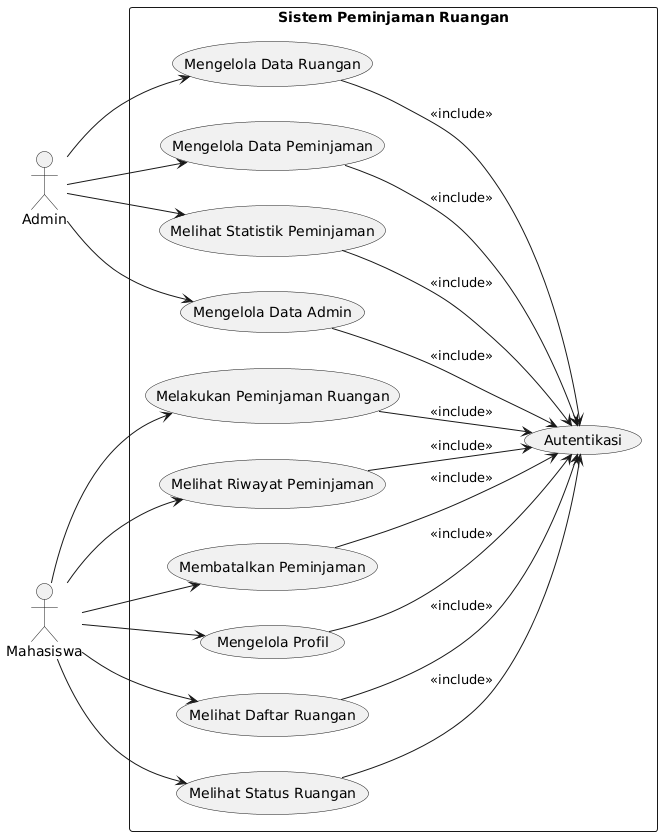 Sistem Peminjaman Ruangan
Mengelola Data Ruangan
<<include>>
Mengelola Data Peminjaman
<<include>>
Admin
Melihat Statistik Peminjaman
<<include>>
Mengelola Data Admin
<<include>>
Melakukan Peminjaman Ruangan
<<include>>
Autentikasi
<<include>>
Melihat Riwayat Peminjaman
<<include>>
Membatalkan Peminjaman
<<include>>
Mahasiswa
Mengelola Profil
<<include>>
Melihat Daftar Ruangan
<<include>>
Melihat Status Ruangan